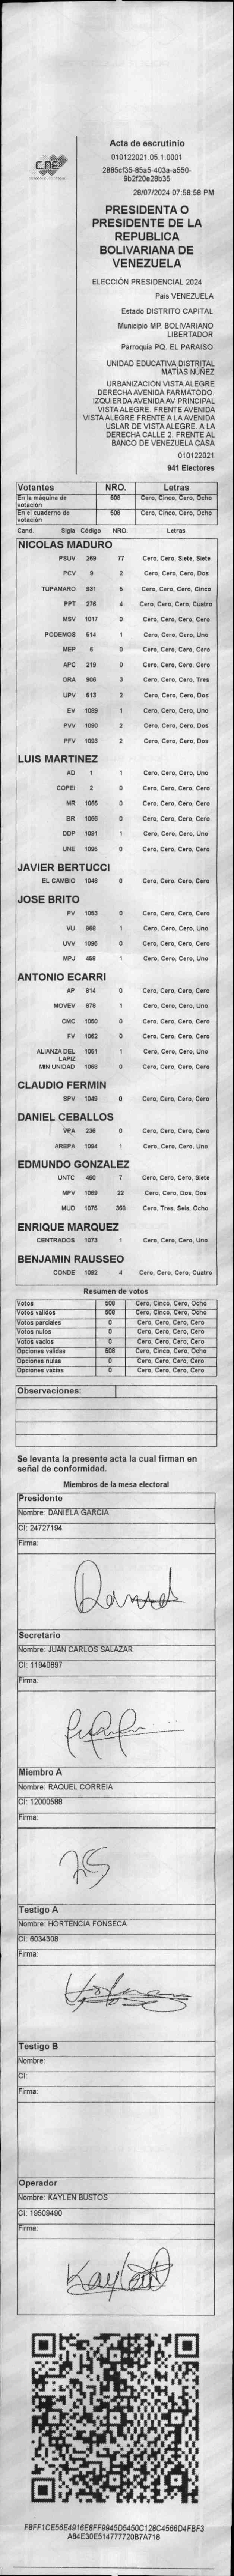 CNE
Acta de escrutinio
010122021.05.1.0001
2885cf35-85a5-403a-a550-
9b2f20e28b35
28/07/2024 07:58:58 PM
PRESIDENTA O
PRESIDENTE DE LA
REPUBLICA
BOLIVARIANA DE
VENEZUELA
ELECCIÓN PRESIDENCIAL 2024
Pais VENEZUELA
Estado DISTRITO CAPITAL
Municipio MP. BOLIVARIANO
LIBERTADOR
Parroquia PQ. EL PARAISO
UNIDAD EDUCATIVA DISTRITAL
MATÍAS NÚÑEZ
URBANIZACION VISTA ALEGRE
DERECHA AVENIDA FARMATODO.
IZQUIERDA AVENIDA AV PRINCIPAL
VISTA ALEGRE. FRENTE AVENIDA
VISTA ALEGRE FRENTE A LA AVENIDA
USLAR DE VISTA ALEGRE A LA
DERECHA CALLE 2. FRENTE AL
BANCO DE VENEZUELA CASA
010122021
941 Electores
Votantes NRO. Letras
En la máquina de votación 508 Cero, Cinco, Cero, Ocho
En el cuaderno de votación 508 Cero, Cinco, Cero, Ocho
Cand. Sigla Código NRO. Letras
NICOLAS MADURO
PSUV 269 77 Cero, Cero, Siete, Siete
PCV 9 2 Cero, Cero, Cero, Dos
TUPAMARO 931 5 Cero, Cero, Cero, Cinco
PPT 276 4 Cero, Cero, Cero, Cuatro
MSV 1017 0 Cero, Cero, Cero, Cero
PODEMOS 514 1 Cero, Cero, Cero, Uno
MEP 6 0 Cero, Cero, Cero, Cero
APC 219 0 Cero, Cero, Cero, Cero
ORA 906 3 Cero, Cero, Cero, Tres
UPV 513 2 Cero, Cero, Cero, Dos
EV 1089 1 Cero, Cero, Cero, Uno
PVV 1090 2 Cero, Cero, Cero, Dos
PFV 1093 2 Cero, Cero, Cero, Dos
LUIS MARTINEZ
AD 1 1 Cero, Cero, Cero, Uno
COPEI 2 0 Cero, Cero, Cero, Cero
MR 1065 0 Cero, Cero, Cero, Cero
BR 1066 0 Cero, Cero, Cero, Cero
DDP 1091 1 Cero, Cero, Cero, Uno
UNE 1095 0 Cero, Cero, Cero, Cero
JAVIER BERTUCCI
EL CAMBIO 1048 0 Cero, Cero, Cero, Cero
JOSE BRITO
PV 1053 0 Cero, Cero, Cero, Cero
VU 968 1 Cero, Cero, Cero, Uno
UVV 1096 0 Cero, Cero, Cero, Cero
MPJ 458 1 Cero, Cero, Cero, Uno
ANTONIO ECARRI
AP 814 0 Cero, Cero, Cero, Cero
MOVEV 979 1 Cero, Cero, Cero, Uno
CMC 1050 0 Cero, Cero, Cero, Cero
FV 1052 0 Cero, Cero, Cero, Cero
ALIANZA DEL LAPIZ 1051 1 Cero, Cero, Cero, Uno
MIN UNIDAD 1068 0 Cero, Cero, Cero, Cero
CLAUDIO FERMIN
SPV 1049 0 Cero, Cero, Cero, Cero
DANIEL CEBALLOS
VPA 236 0 Cero, Cero, Cero, Cero
AREPA 1094 1 Cero, Cero, Cero, Uno
EDMUNDO GONZALEZ
UNTC 460 7 Cero, Cero, Cero, Siete
MPV 1069 22 Cero, Cero, Dos, Dos
MUD 1075 368 Cero, Tres, Seis, Ocho
ENRIQUE MARQUEZ
CENTRADOS 1073 1 Cero, Cero, Cero, Uno
BENJAMIN RAUSSEO
CONDE 1092 4 Cero, Cero, Cero, Cuatro
Resumen de votos
Votos 508 Cero, Cinco, Cero, Ocho
Votos validos 508 Cero, Cinco, Cero, Ocho
Votos parciales 0 Cero, Cero, Cero, Cero
Votos nulos 0 Cero, Cero, Cero, Cero
Votos vacios 0 Cero, Cero, Cero, Cero
Opciones validas 508 Cero, Cinco, Cero, Ocho
Opciones nulas 0 Cero, Cero, Cero, Cero
Opciones vacias 0 Cero, Cero, Cero, Cero
Observaciones:
Se levanta la presente acta la cual firman en
señal de conformidad.
Miembros de la mesa electoral
Presidente
Nombre: DANIELA GARCIA
CI: 24727194
Firma:
Secretario
Nombre: JUAN CARLOS SALAZAR
CI: 11940897
Firma:
Miembro A
Nombre: RAQUEL CORREIA
CI: 12000588
Firma:
Testigo A
Nombre: HORTENCIA FONSECA
CI: 6034308
Firma:
Testigo B
Nombre:
CI:
Firma:
Operador
Nombre: KAYLEN BUSTOS
CI: 19509490
Firma:
F8FF1CE56E4916E8FF9945D5450C128C4566D4FBF3
A84E30E514777720B7A718